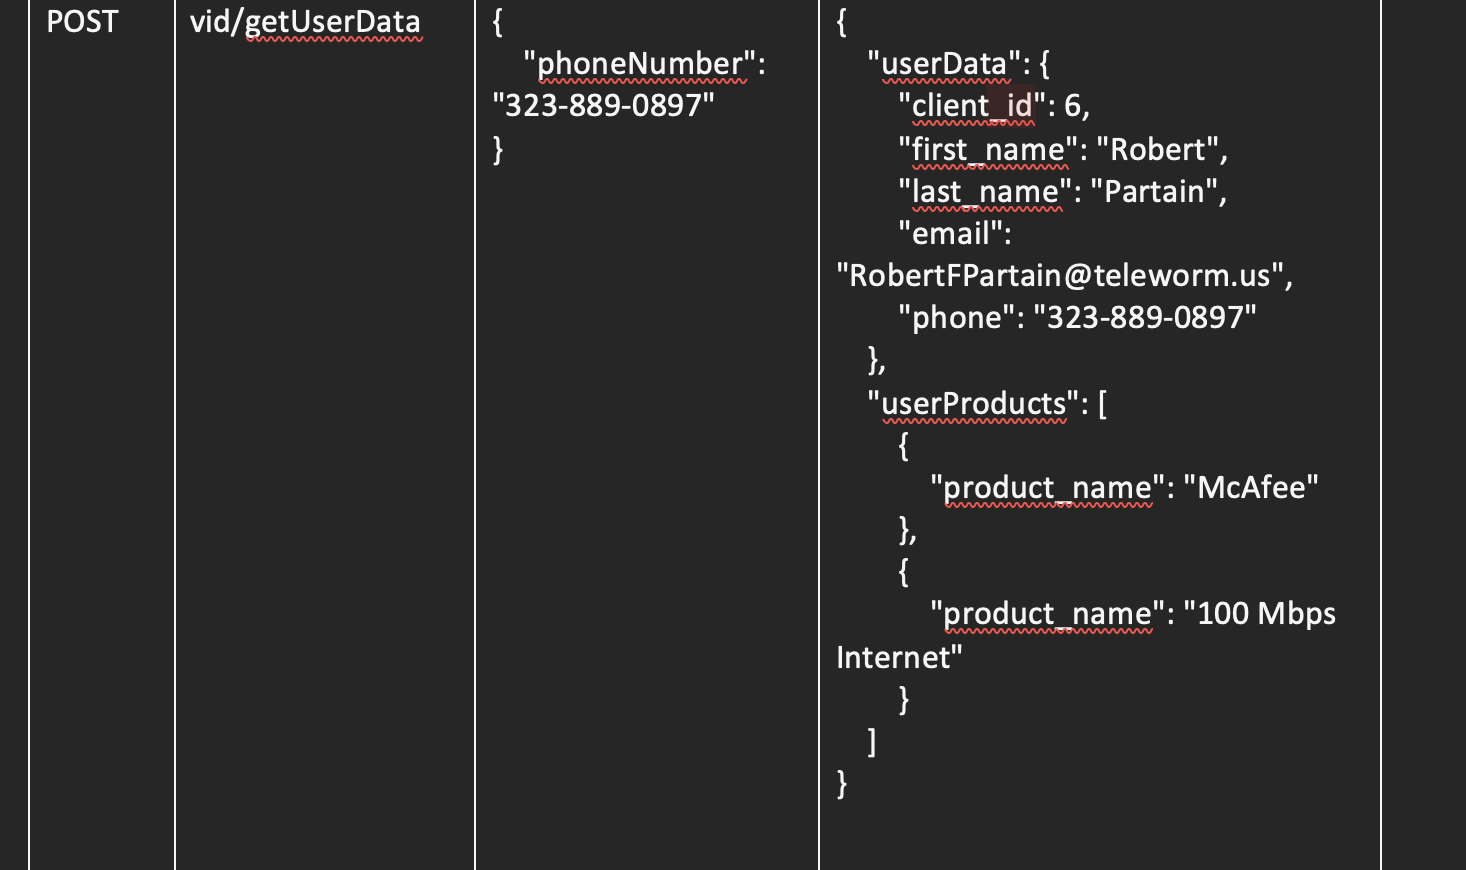 POST
vid/getUserData
{
"phoneNumber":
"323-889-0897"
}
{
"userData": {
"client_id": 6,
"first_name": "Robert",
"last_name": "Partain",
"email":
"RobertFPartain@teleworm.us",
"phone": "323-889-0897"
},
"userProducts": [
{
"product_name": "McAfee"
},
{
"product_name": "100 Mbps
Internet"
}
]
}